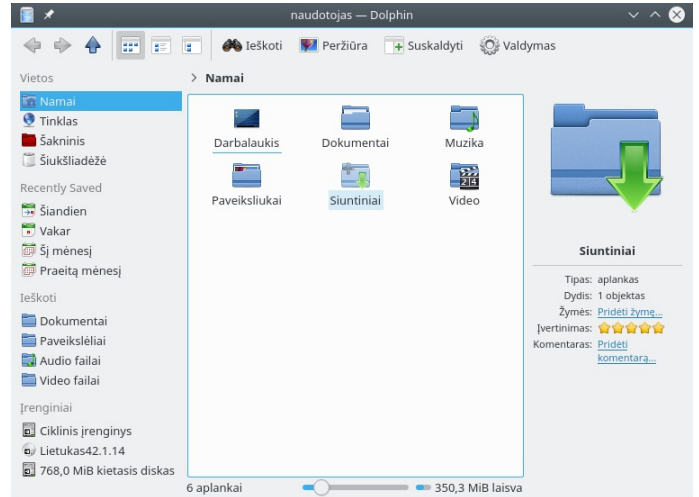 naudotojas — Dolphin
Ieškoti Peržiūra Suskaldyti Valdymas
Vietos
Namai
Tinklas
Šakninis
Šiukšliadėžė
Recently Saved
Šiandien
Vakar
Šį mėnesį
Praeitą mėnesį
Ieškoti
Dokumentai
Paveikslėliai
Audio failai
Video failai
Įrenginiai
Ciklinis įrenginys
Lietukas42.1.14
768,0 MiB kietasis diskas
> Namai
Darbalaukis Dokumentai Muzika
Paveiksliukai Siuntiniai Video
6 aplankai 350,3 MiB laisva
Siuntiniai
Tipas: aplankas
Dydis: 1 objektas
Žymės: Pridėti žymę...
Įvertinimas:
Komentaras: Pridėti
komentarą...